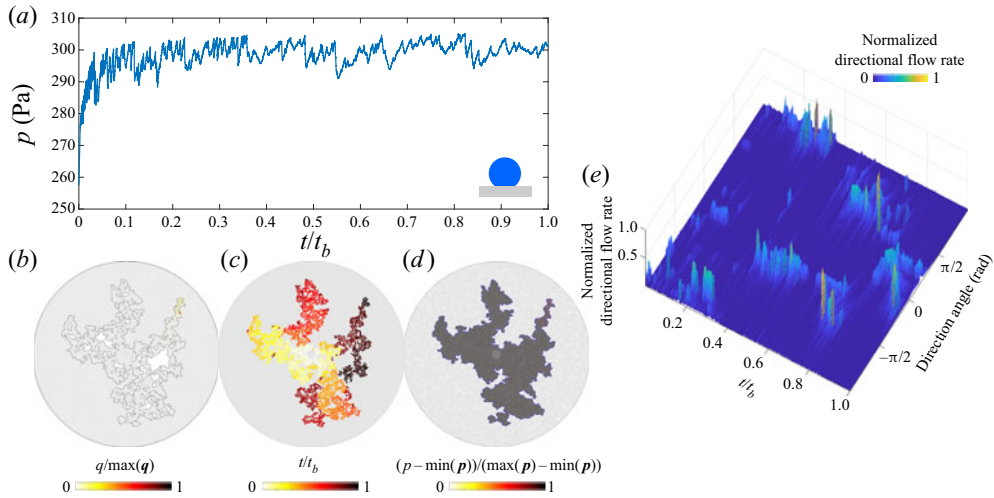 (a)
310
300
290
280
270
260
250
p (Pa)
0 0.1 0.2 0.3 0.4 0.5 0.6 0.7 0.8 0.9 1.0
t/t_b
(b) (c) (d)
q/max(q) t/t_b (p – min(p))/(max(p) – min(p))
0 1 0 1 0 1
(e)
Normalized
directional flow rate
0 1
Normalized
directional flow rate
1.0
0.5
0.2
0.4
0.6
0.8
1.0
t/t_b
–π/2
0
π/2
Direction angle (rad)